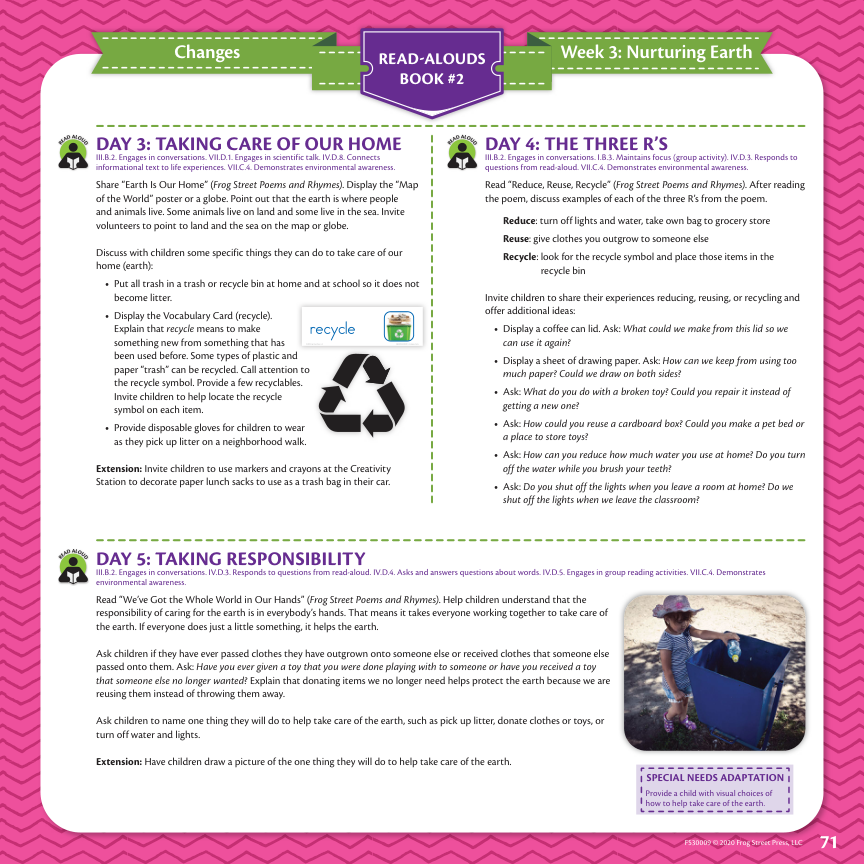 Changes
READ-ALOUDS
BOOK #2
Week 3: Nurturing Earth
READ ALOUD
DAY 3: TAKING CARE OF OUR HOME
III.B.2. Engages in conversations. VII.D.1. Engages in scientific talk. IV.D.8. Connects
informational text to life experiences. VII.C.4. Demonstrates environmental awareness.
Share “Earth Is Our Home” (Frog Street Poems and Rhymes). Display the “Map
of the World” poster or a globe. Point out that the earth is where people
and animals live. Some animals live on land and some live in the sea. Invite
volunteers to point to land and the sea on the map or globe.
Discuss with children some specific things they can do to take care of our
home (earth):
• Put all trash in a trash or recycle bin at home and at school so it does not
become litter.
• Display the Vocabulary Card (recycle).
Explain that recycle means to make
something new from something that has
been used before. Some types of plastic and
paper “trash” can be recycled. Call attention to
the recycle symbol. Provide a few recyclables.
Invite children to help locate the recycle
symbol on each item.
recycle
• Provide disposable gloves for children to wear
as they pick up litter on a neighborhood walk.
Extension: Invite children to use markers and crayons at the Creativity
Station to decorate paper lunch sacks to use as a trash bag in their car.
READ ALOUD
DAY 4: THE THREE R’S
III.B.2. Engages in conversations. I.B.3. Maintains focus (group activity). IV.D.3. Responds to
questions from read-aloud. VII.C.4. Demonstrates environmental awareness.
Read “Reduce, Reuse, Recycle” (Frog Street Poems and Rhymes). After reading
the poem, discuss examples of each of the three R’s from the poem.
Reduce: turn off lights and water, take own bag to grocery store
Reuse: give clothes you outgrow to someone else
Recycle: look for the recycle symbol and place those items in the
recycle bin
Invite children to share their experiences reducing, reusing, or recycling and
offer additional ideas:
• Display a coffee can lid. Ask: What could we make from this lid so we
can use it again?
• Display a sheet of drawing paper. Ask: How can we keep from using too
much paper? Could we draw on both sides?
• Ask: What do you do with a broken toy? Could you repair it instead of
getting a new one?
• Ask: How could you reuse a cardboard box? Could you make a pet bed or
a place to store toys?
• Ask: How can you reduce how much water you use at home? Do you turn
off the water while you brush your teeth?
• Ask: Do you shut off the lights when you leave a room at home? Do we
shut off the lights when we leave the classroom?
READ ALOUD
DAY 5: TAKING RESPONSIBILITY
III.B.2. Engages in conversations. IV.D.3. Responds to questions from read-aloud. IV.D.4. Asks and answers questions about words. IV.D.5. Engages in group reading activities. VII.C.4. Demonstrates
environmental awareness.
Read “We’ve Got the Whole World in Our Hands” (Frog Street Poems and Rhymes). Help children understand that the
responsibility of caring for the earth is in everybody’s hands. That means it takes everyone working together to take care of
the earth. If everyone does just a little something, it helps the earth.
Ask children if they have ever passed clothes they have outgrown onto someone else or received clothes that someone else
passed onto them. Ask: Have you ever given a toy that you were done playing with to someone or have you received a toy
that someone else no longer wanted? Explain that donating items we no longer need helps protect the earth because we are
reusing them instead of throwing them away.
Ask children to name one thing they will do to help take care of the earth, such as pick up litter, donate clothes or toys, or
turn off water and lights.
Extension: Have children draw a picture of the one thing they will do to help take care of the earth.
SPECIAL NEEDS ADAPTATION
Provide a child with visual choices of
how to help take care of the earth.
FS30009 © 2020 Frog Street Press, LLC
71